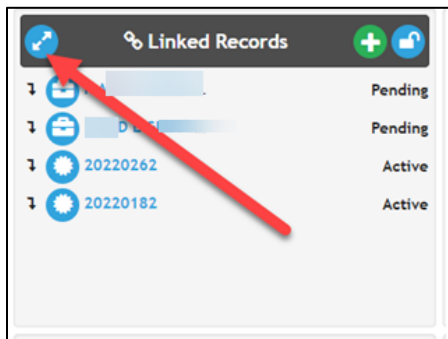 Linked Records
Pending
Pending
20220262 Active
20220182 Active